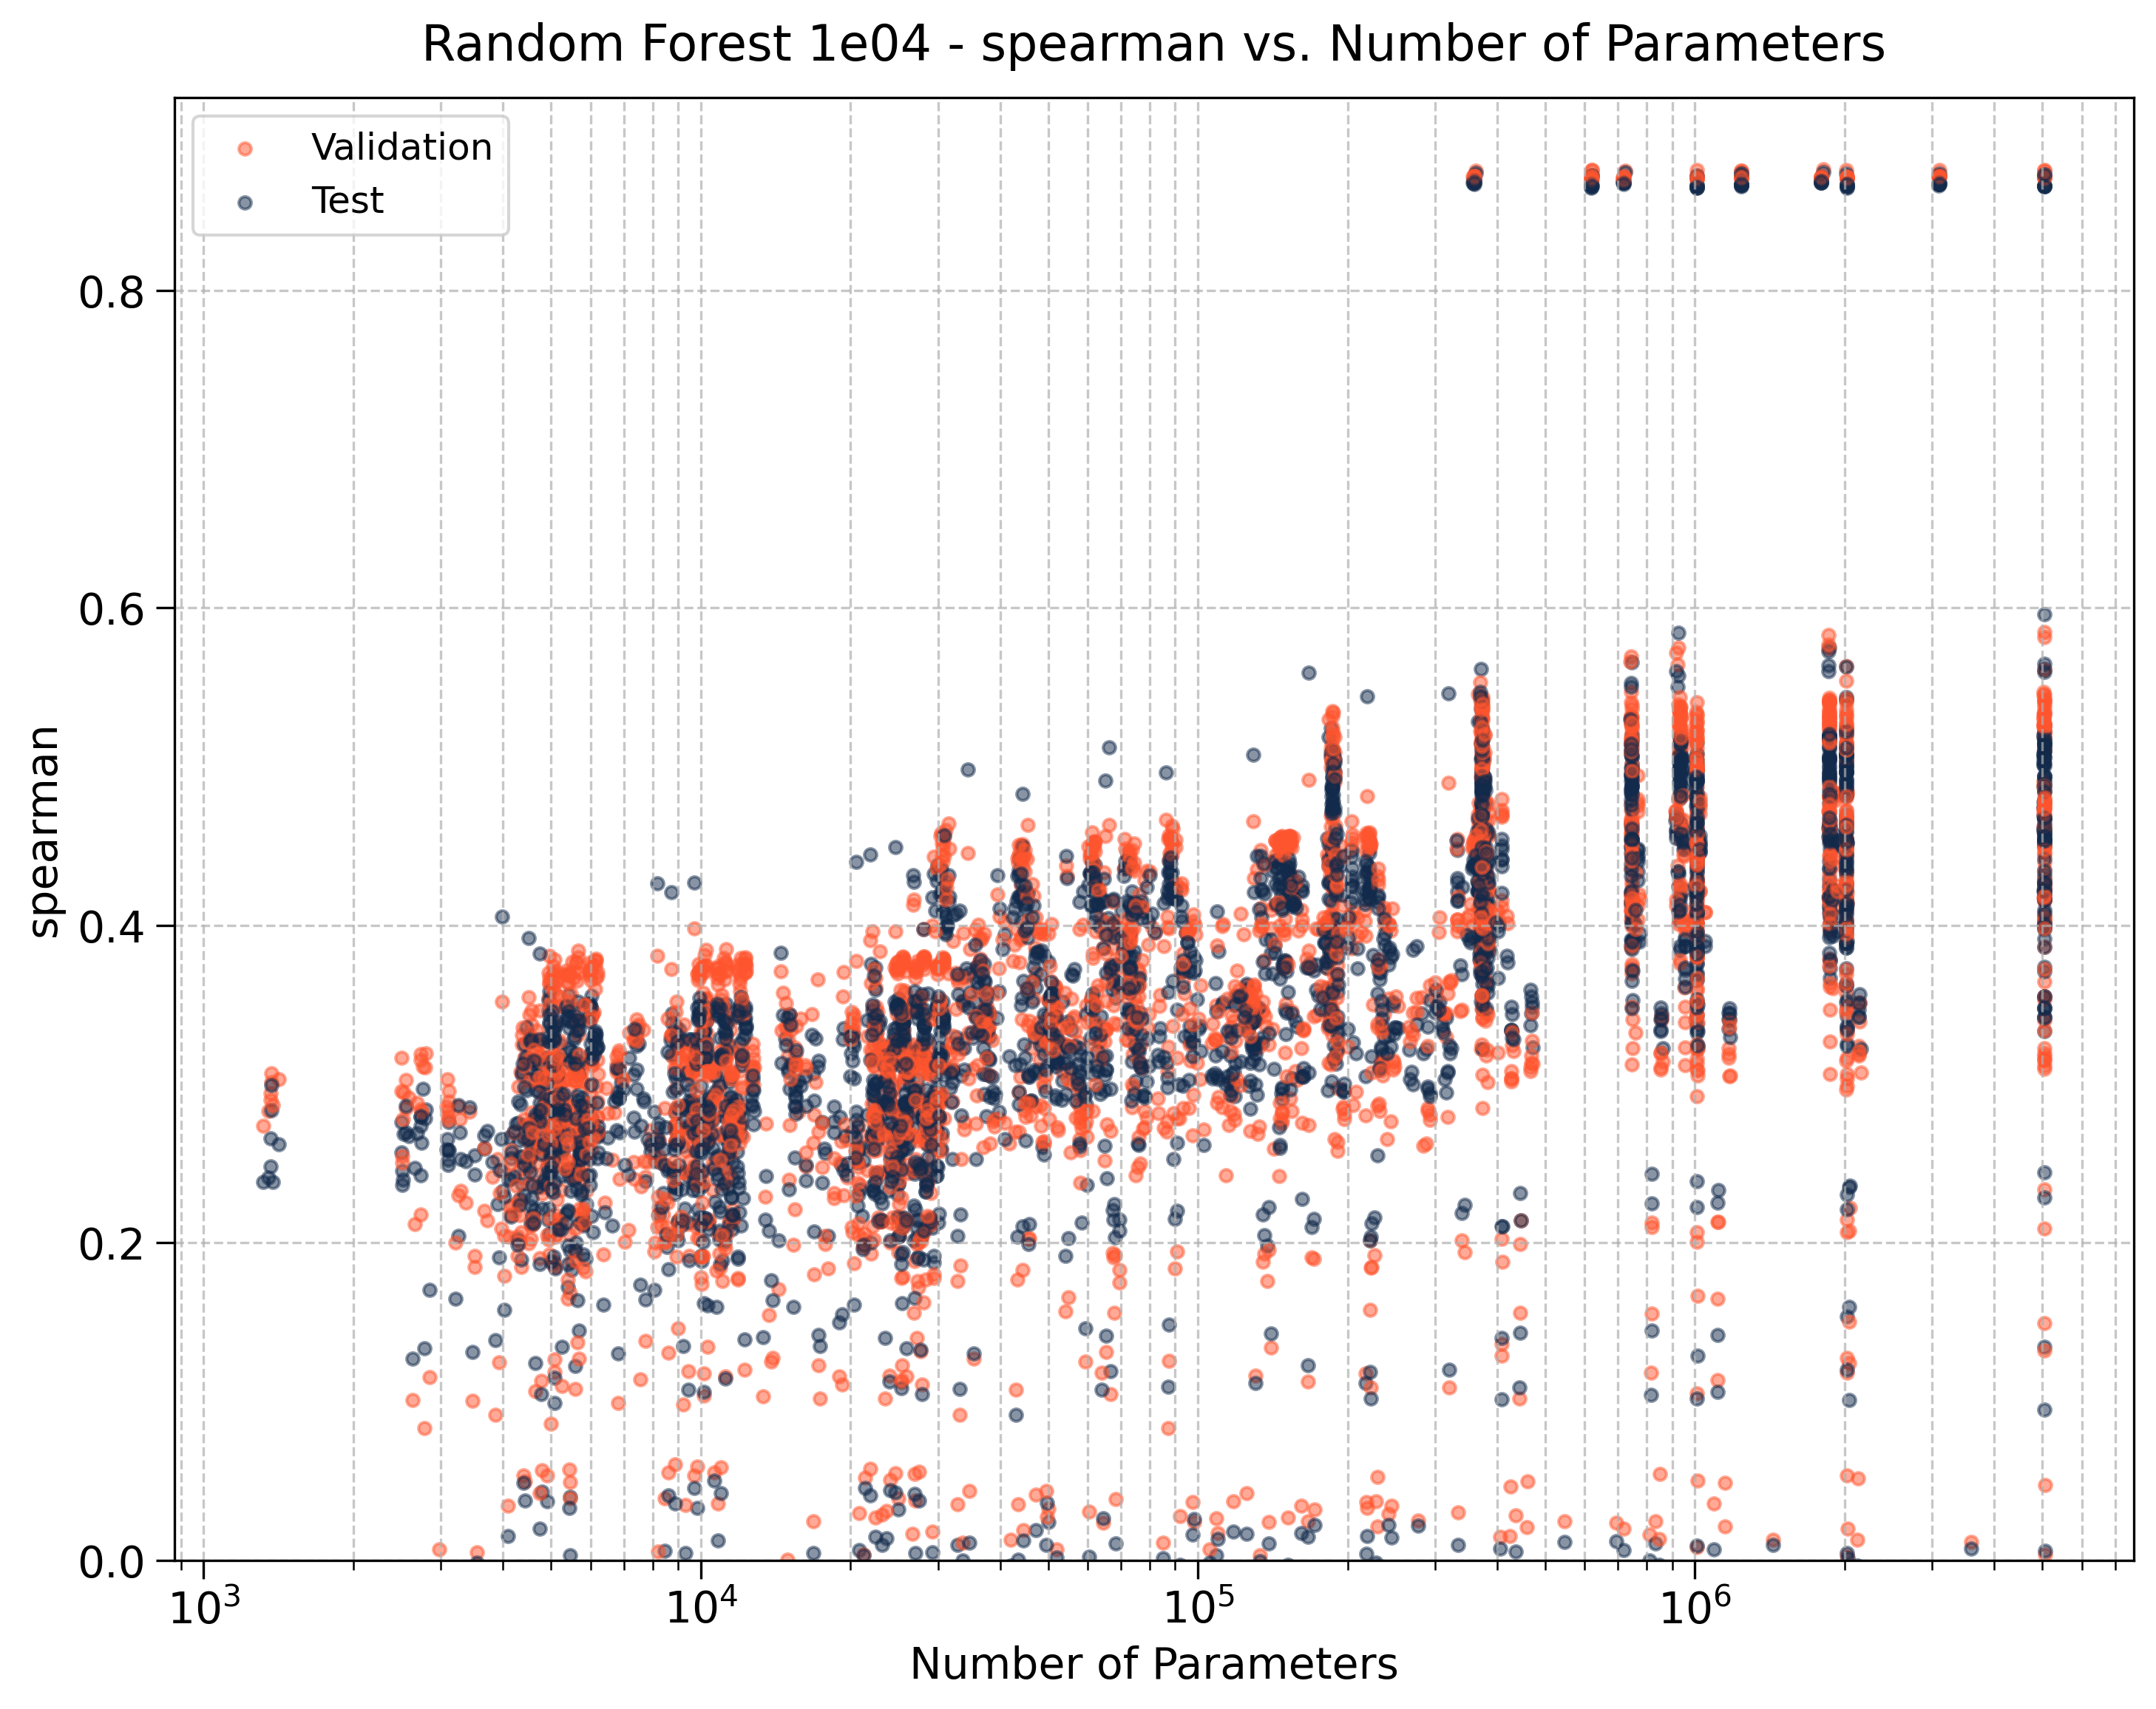 Random Forest 1e04 - spearman vs. Number of Parameters
Validation
Test
spearman
0.8
0.6
0.4
0.2
0.0
10³
10⁴
10⁵
10⁶
Number of Parameters